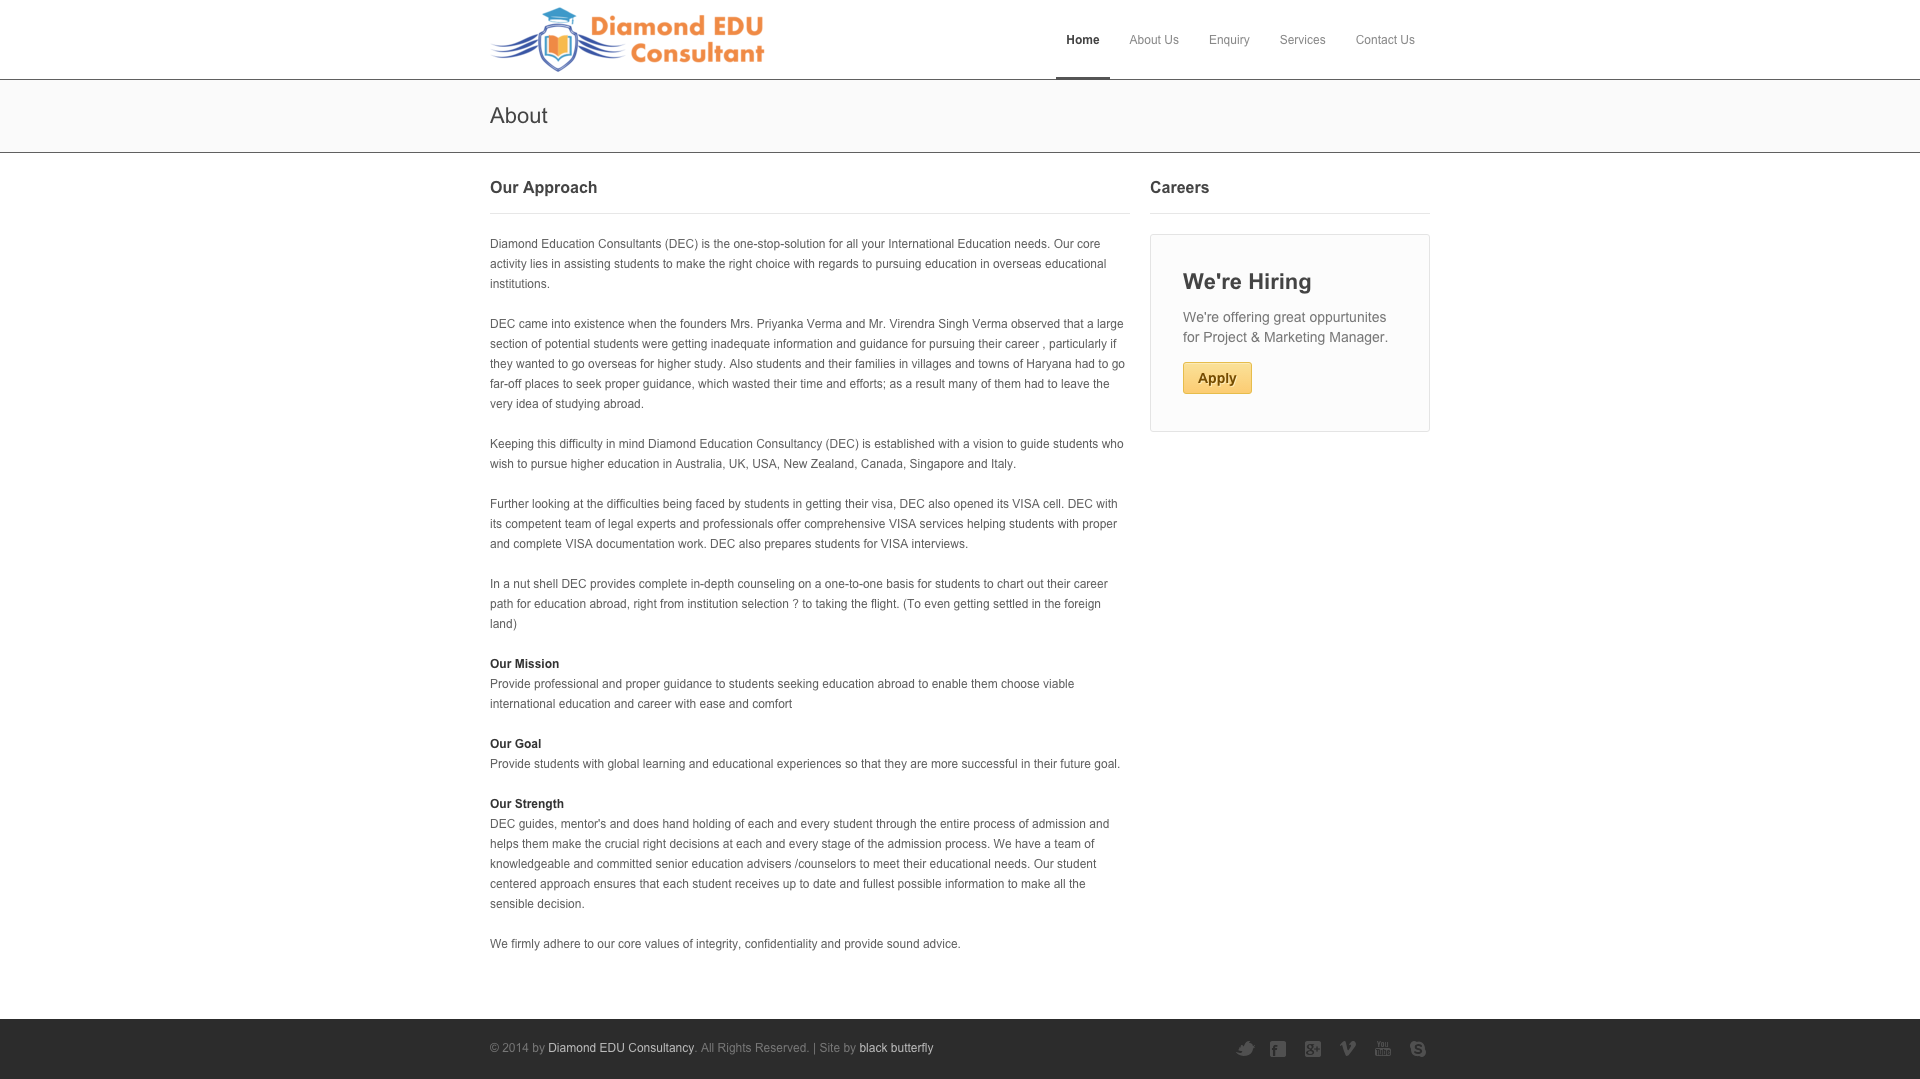 Diamond EDU
Consultant
Home
About Us
Enquiry
Services
Contact Us
About
Our Approach
Diamond Education Consultants (DEC) is the one-stop-solution for all your International Education needs. Our core
activity lies in assisting students to make the right choice with regards to pursuing education in overseas educational
institutions.
DEC came into existence when the founders Mrs. Priyanka Verma and Mr. Virendra Singh Verma observed that a large
section of potential students were getting inadequate information and guidance for pursuing their career , particularly if
they wanted to go overseas for higher study. Also students and their families in villages and towns of Haryana had to go
far-off places to seek proper guidance, which wasted their time and efforts; as a result many of them had to leave the
very idea of studying abroad.
Keeping this difficulty in mind Diamond Education Consultancy (DEC) is established with a vision to guide students who
wish to pursue higher education in Australia, UK, USA, New Zealand, Canada, Singapore and Italy.
Further looking at the difficulties being faced by students in getting their visa, DEC also opened its VISA cell. DEC with
its competent team of legal experts and professionals offer comprehensive VISA services helping students with proper
and complete VISA documentation work. DEC also prepares students for VISA interviews.
In a nut shell DEC provides complete in-depth counseling on a one-to-one basis for students to chart out their career
path for education abroad, right from institution selection ? to taking the flight. (To even getting settled in the foreign
land)
Our Mission
Provide professional and proper guidance to students seeking education abroad to enable them choose viable
international education and career with ease and comfort
Our Goal
Provide students with global learning and educational experiences so that they are more successful in their future goal.
Our Strength
DEC guides, mentor's and does hand holding of each and every student through the entire process of admission and
helps them make the crucial right decisions at each and every stage of the admission process. We have a team of
knowledgeable and committed senior education advisers /counselors to meet their educational needs. Our student
centered approach ensures that each student receives up to date and fullest possible information to make all the
sensible decision.
We firmly adhere to our core values of integrity, confidentiality and provide sound advice.
Careers
We're Hiring
We're offering great oppurtunites
for Project & Marketing Manager.
Apply
© 2014 by Diamond EDU Consultancy. All Rights Reserved. | Site by black butterfly